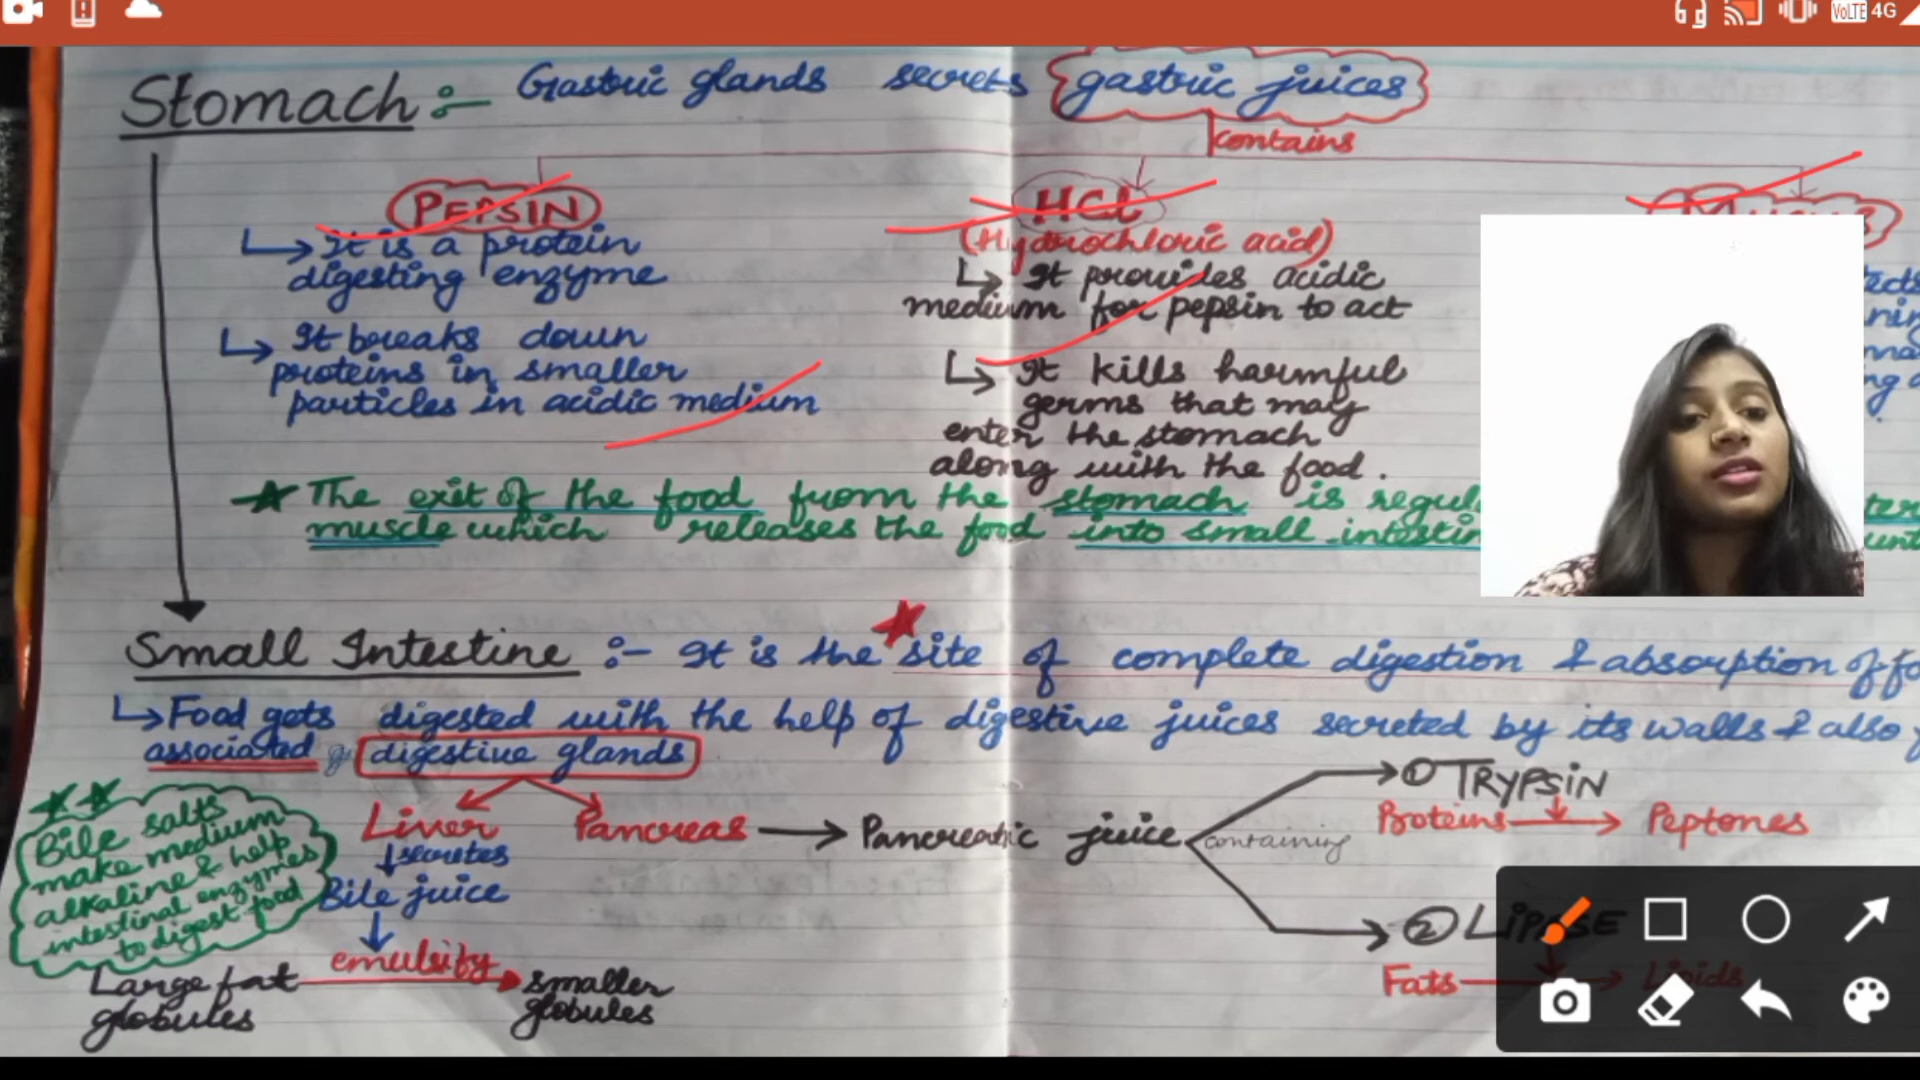 VoLTE 4G
Stomach :- Gastric glands secrets gastric juices
contains
PEPSIN
It is a protein
digesting enzyme
It breaks down
proteins in smaller
particles in acidic medium
HCl
(Hydrochloric acid)
It provides acidic
medium for pepsin to act
It kills harmful
germs that may
enter the stomach
along with the food.
The exit of the food from the stomach is
muscle which releases the food into small
Small Intestine :- It is the site of complete digestion & absorption of
Food gets digested with the help of digestive juices secreted by its walls & also
associated digestive glands
Liver
secretes
Bile juice
emulsify
Large fat
globules
smaller
globules
Bile salts
make medium
alkaline & help
intestinal enzymes
to digest food
Pancreas
Pancreatic juice
containing
① TRYPSIN
Proteins Peptones
② LIPASE
Fats Lipids